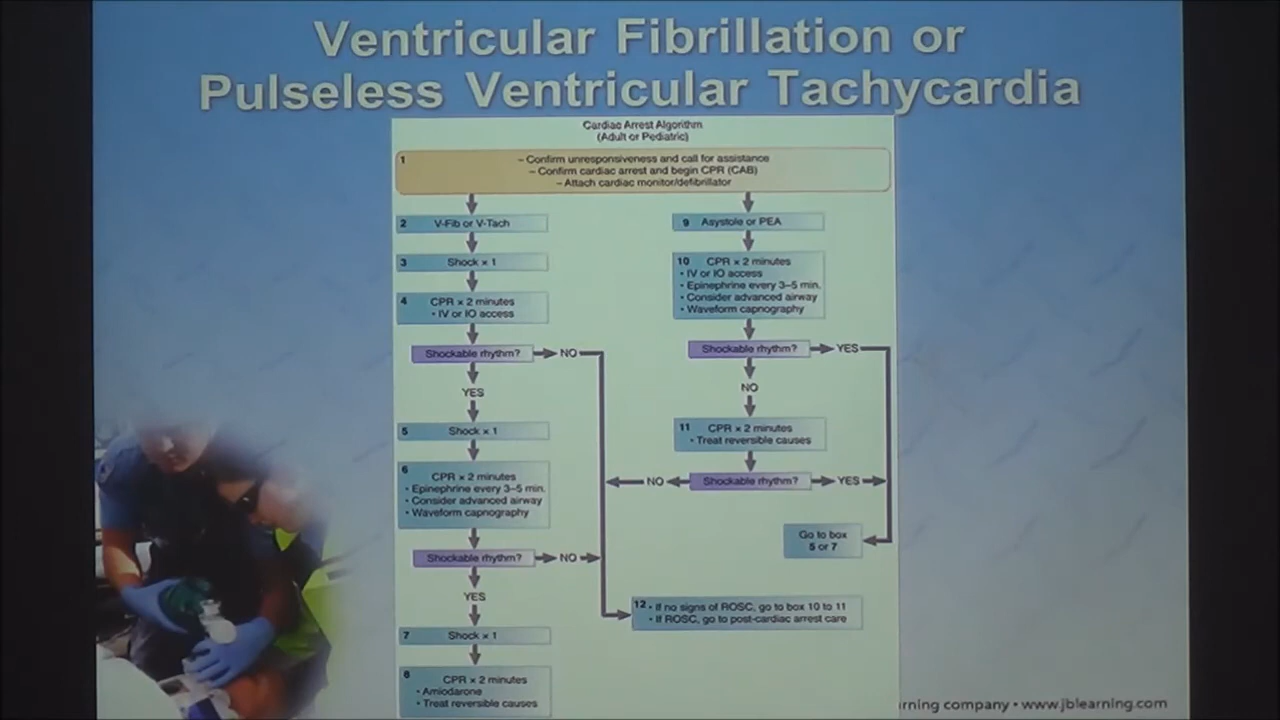 Ventricular Fibrillation or
Pulseless Ventricular Tachycardia
Cardiac Arrest Algorithm
(Adult or Pediatric)
1
– Confirm unresponsiveness and call for assistance
– Confirm cardiac arrest and begin CPR (CAB)
– Attach cardiac monitor/defibrillator
2 V-Fib or V-Tach
3 Shock × 1
4 CPR × 2 minutes
• IV or IO access
Shockable rhythm? NO
YES
5 Shock × 1
6
CPR × 2 minutes
• Epinephrine every 3–5 min.
• Consider advanced airway
• Waveform capnography
Shockable rhythm? NO
YES
7 Shock × 1
8
CPR × 2 minutes
• Amiodarone
• Treat reversible causes
9 Asystole or PEA
10 CPR × 2 minutes
• IV or IO access
• Epinephrine every 3–5 min.
• Consider advanced airway
• Waveform capnography
Shockable rhythm? YES
NO
11 CPR × 2 minutes
• Treat reversible causes
NO Shockable rhythm? YES
Go to box
5 or 7
12 • If no signs of ROSC, go to box 10 to 11
• If ROSC, go to post-cardiac arrest care
rning company • www.jblearning.com